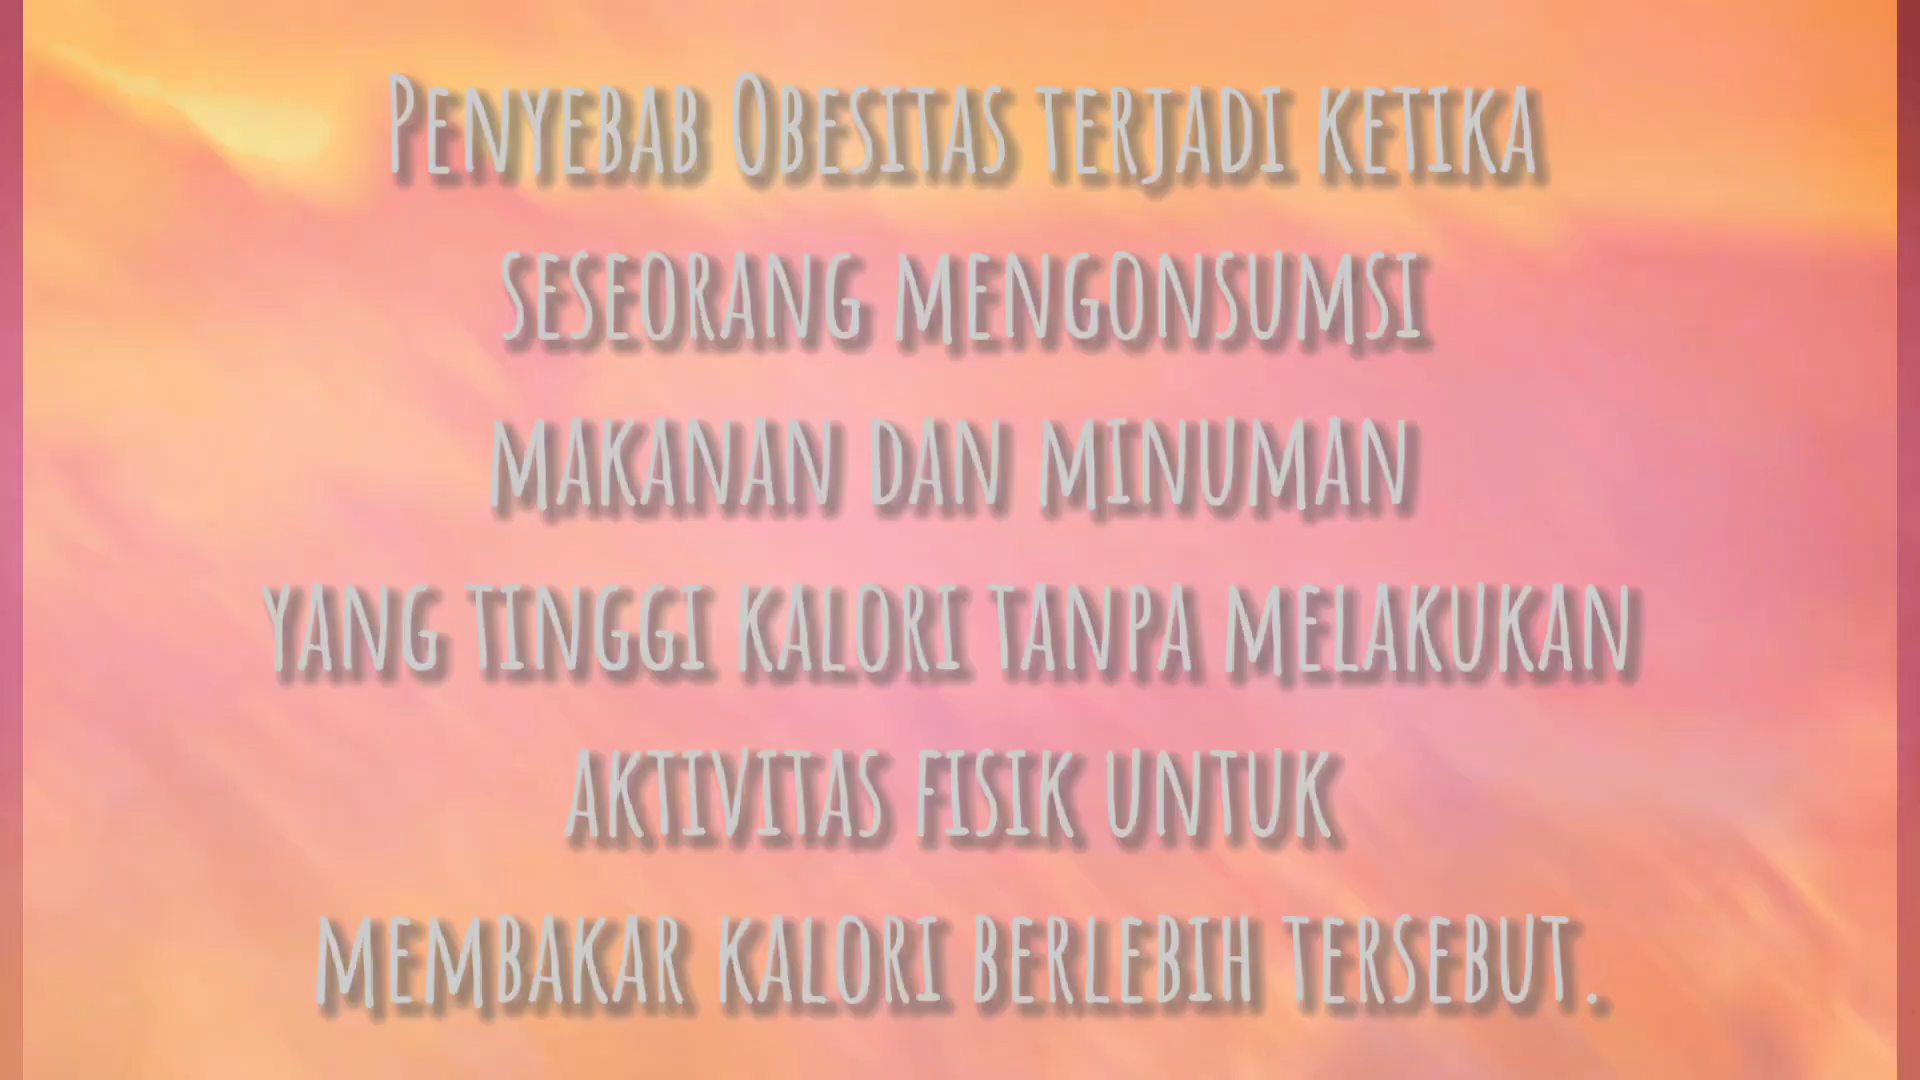 Penyebab Obesitas terjadi ketika
seseorang mengonsumsi
makanan dan minuman
yang tinggi kalori tanpa melakukan
aktivitas fisik untuk
membakar kalori berlebih tersebut.